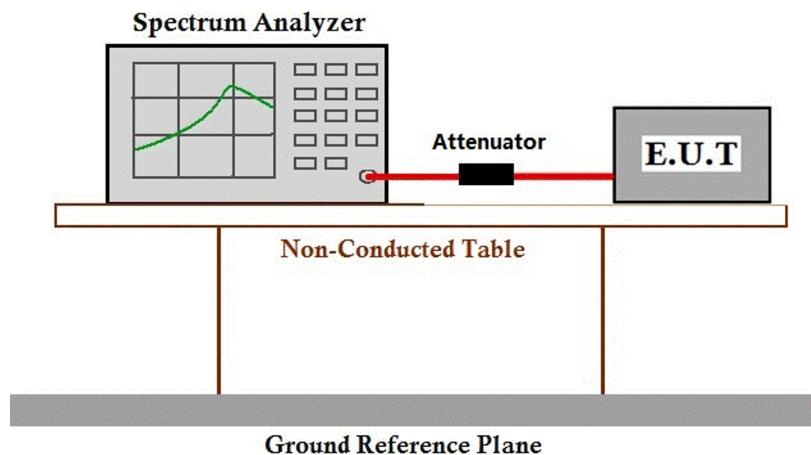 Spectrum Analyzer
Attenuator
E.U.T
Non-Conducted Table
Ground Reference Plane